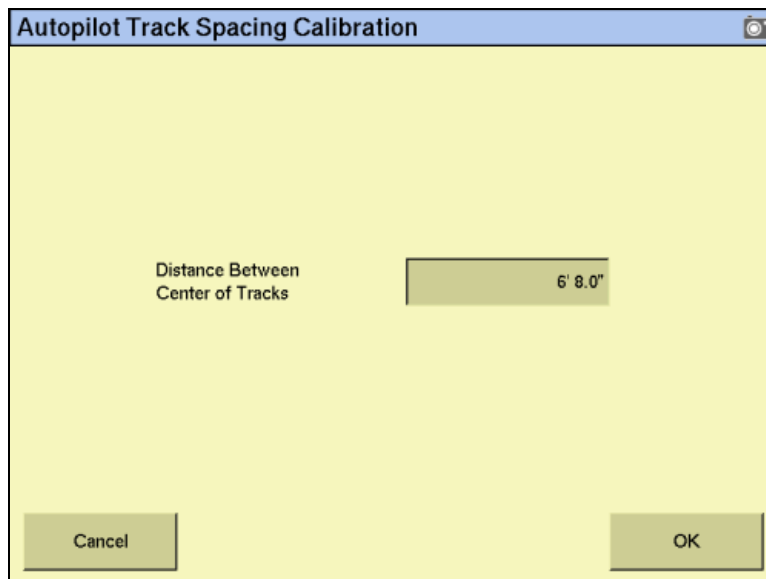 Autopilot Track Spacing Calibration
Distance Between
Center of Tracks
6' 8.0"
Cancel
OK